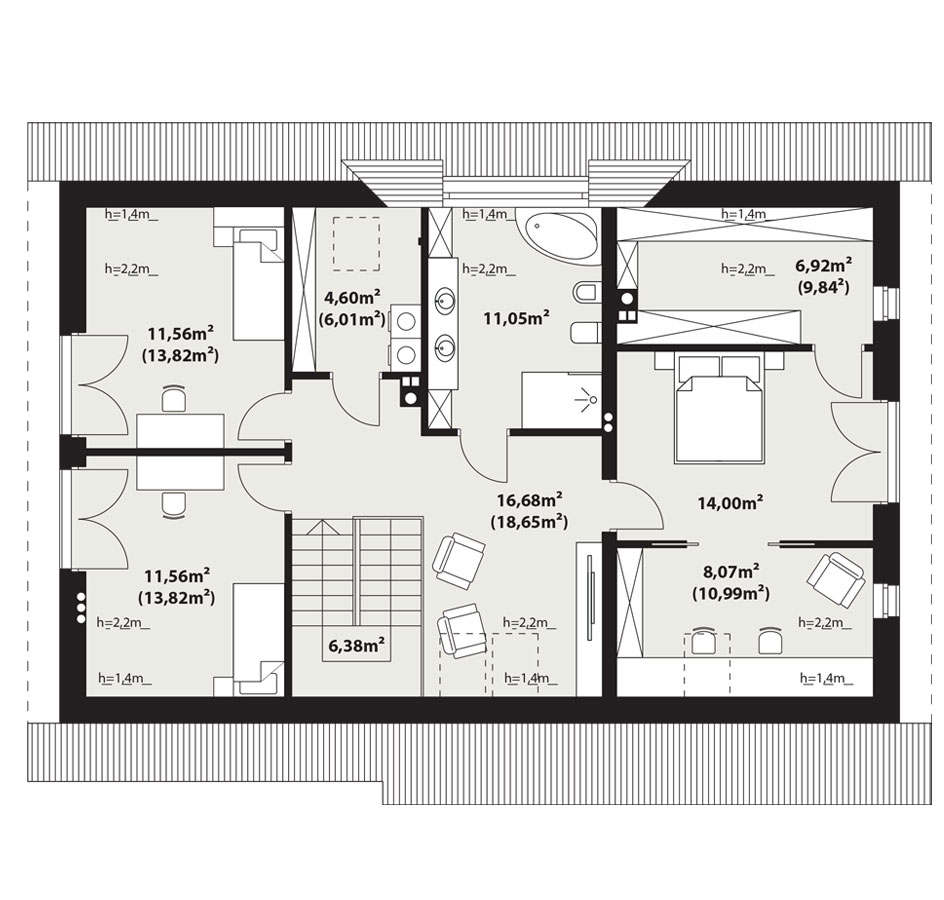 h=1,4m
h=1,4m
h=1,4m
h=2,2m
h=2,2m
h=2,2m
6,92m²
(9,84²)
4,60m²
(6,01m²)
11,05m²
11,56m²
(13,82m²)
16,68m²
(18,65m²)
14,00m²
11,56m²
(13,82m²)
8,07m²
(10,99m²)
h=2,2m
h=2,2m
h=2,2m
6,38m²
h=1,4m
h=1,4m
h=1,4m